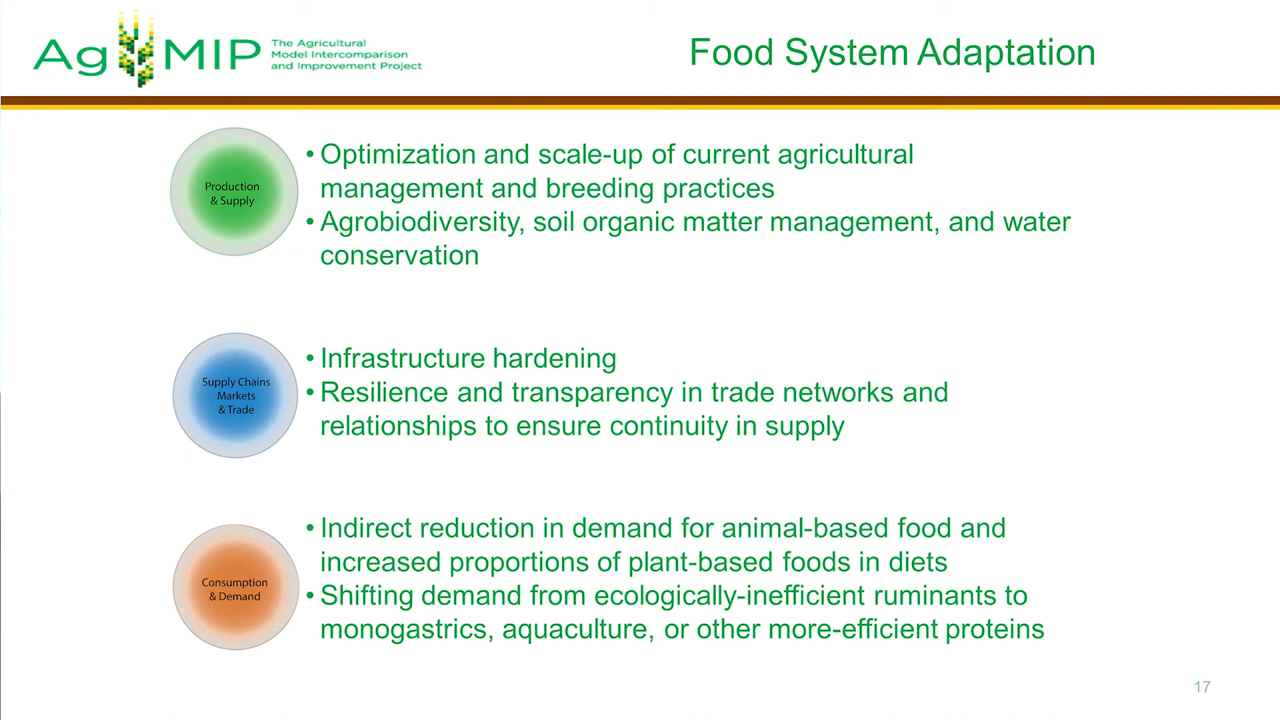 AgMIP
The Agricultural
Model Intercomparison
and Improvement Project
Food System Adaptation
Production
& Supply
• Optimization and scale-up of current agricultural
management and breeding practices
• Agrobiodiversity, soil organic matter management, and water
conservation
Supply Chains
Markets
& Trade
• Infrastructure hardening
• Resilience and transparency in trade networks and
relationships to ensure continuity in supply
Consumption
& Demand
• Indirect reduction in demand for animal-based food and
increased proportions of plant-based foods in diets
• Shifting demand from ecologically-inefficient ruminants to
monogastrics, aquaculture, or other more-efficient proteins
17